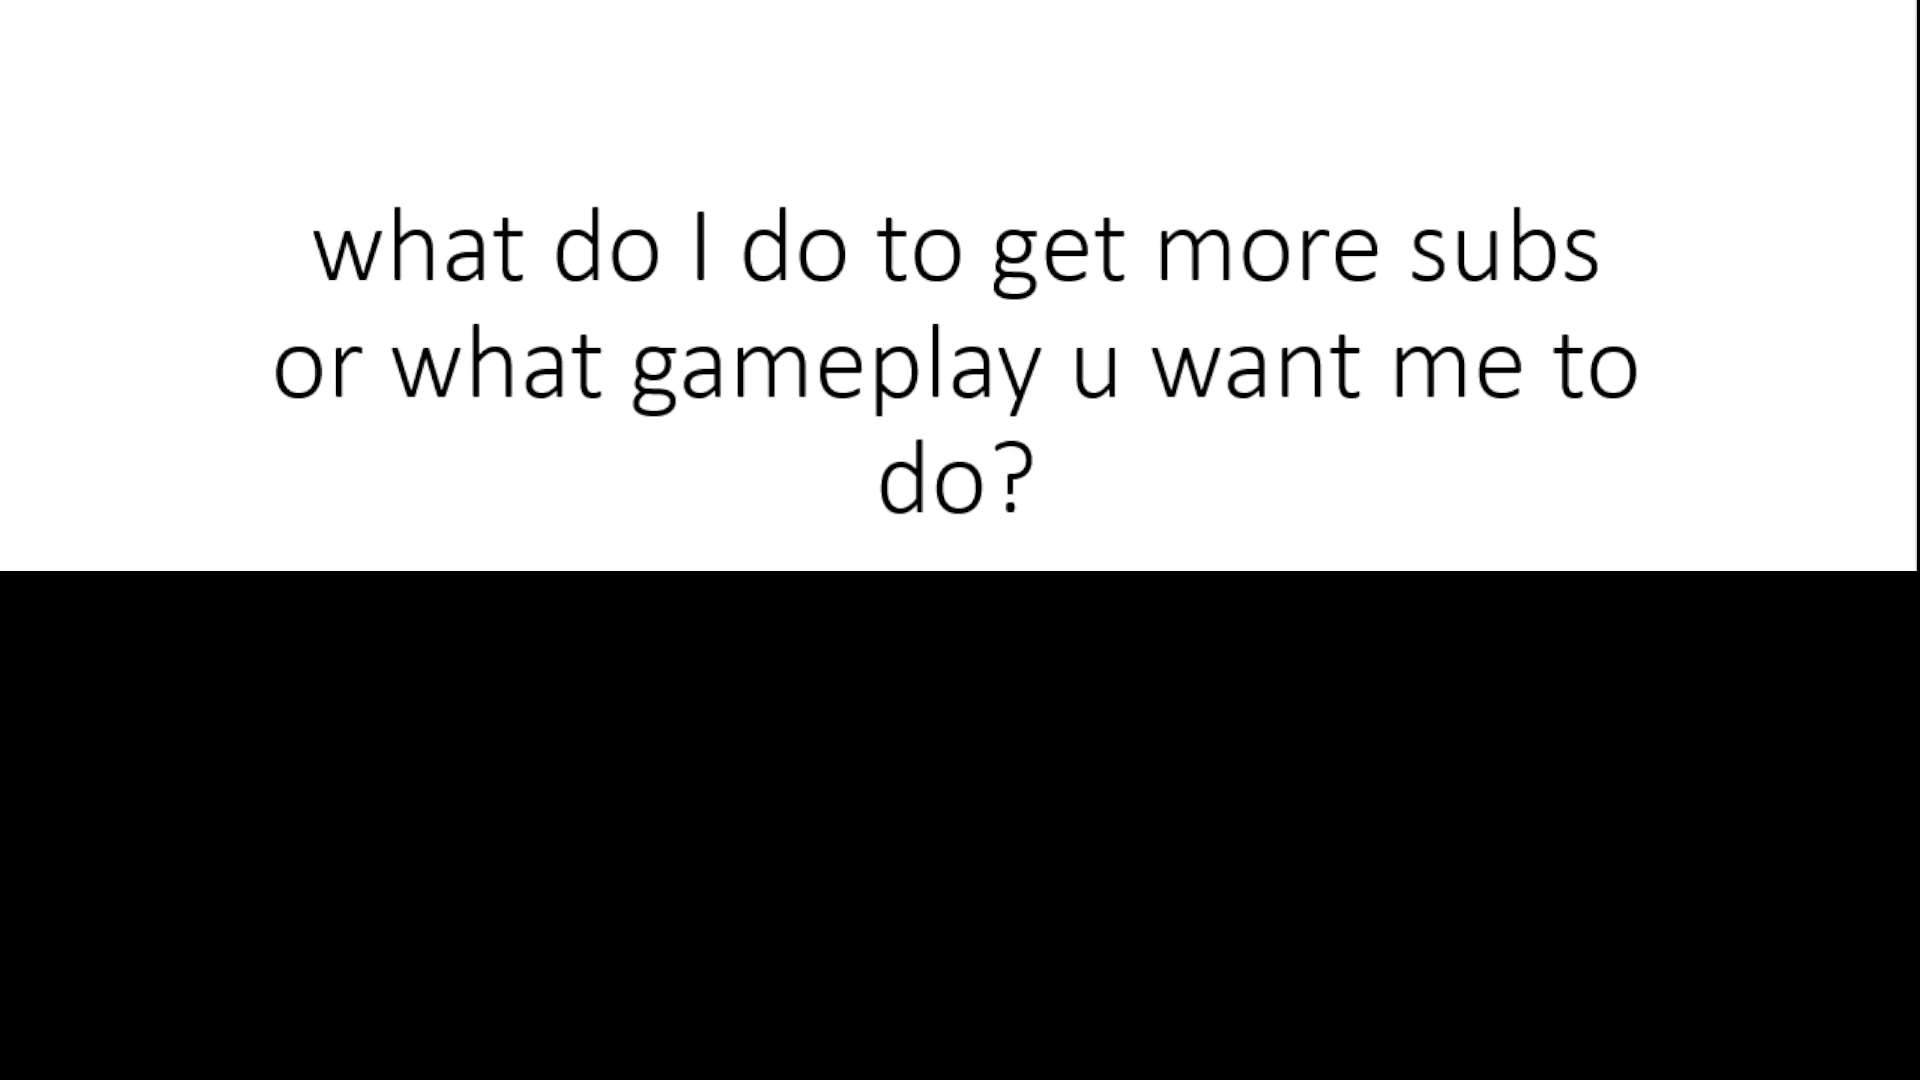 what do I do to get more subs
or what gameplay u want me to
do?